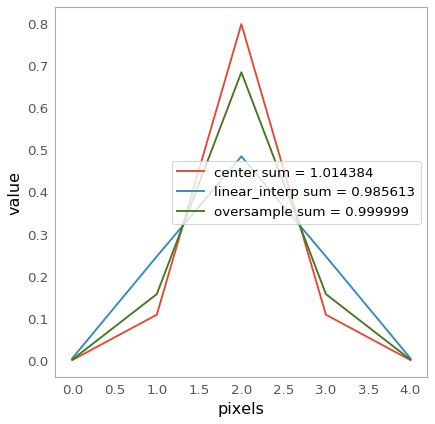 0.8
0.7
0.6
0.5
0.4
0.3
0.2
0.1
0.0
value
center sum = 1.014384
linear_interp sum = 0.985613
oversample sum = 0.999999
0.0 0.5 1.0 1.5 2.0 2.5 3.0 3.5 4.0
pixels